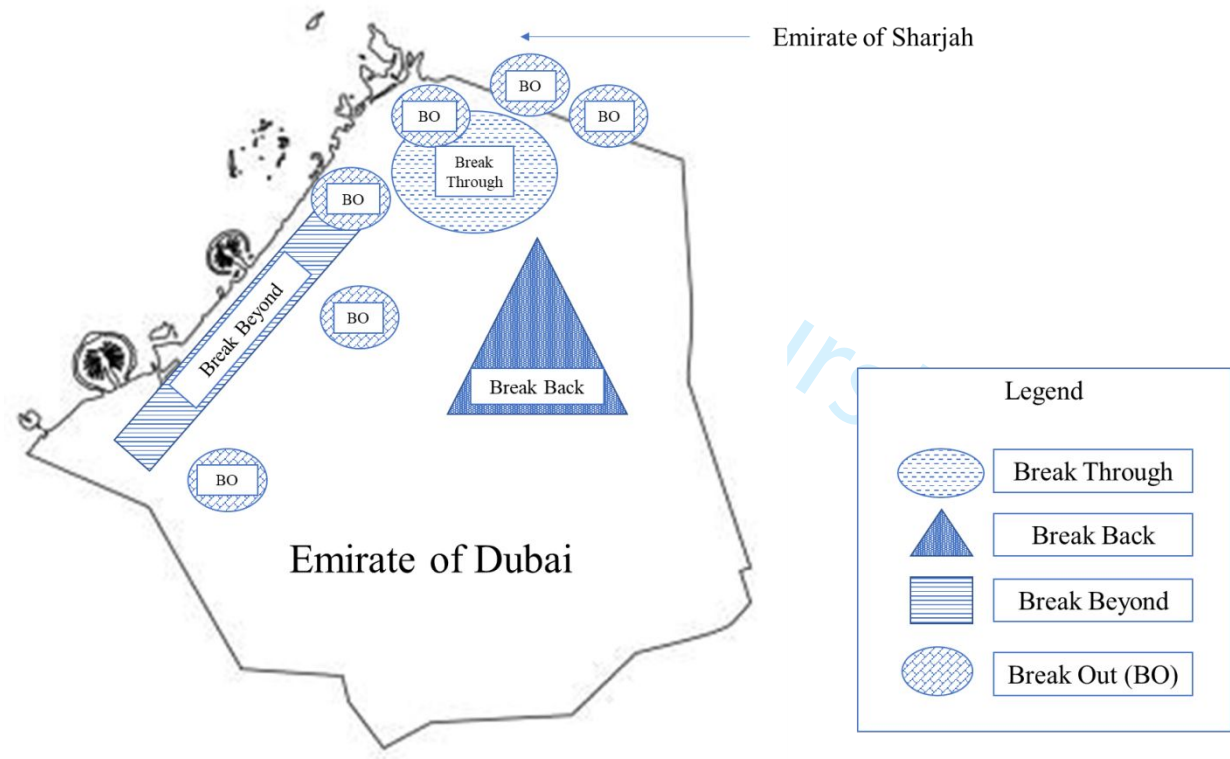 Emirate of Sharjah
BO
BO
BO
Break
Through
BO
BO
Break Beyond
Break Back
BO
Emirate of Dubai
Legend
Break Through
Break Back
Break Beyond
Break Out (BO)